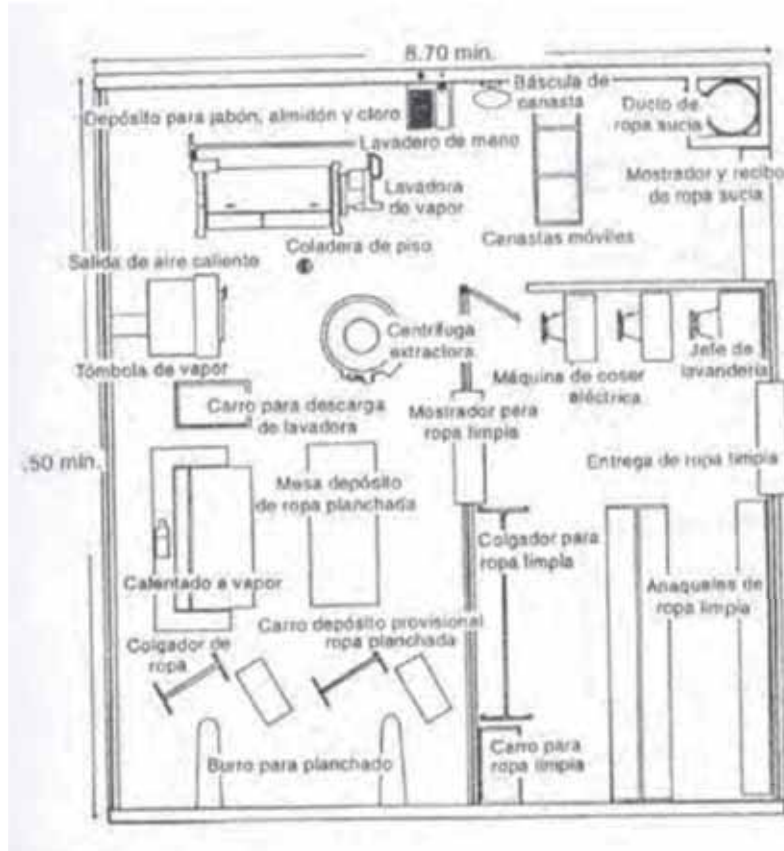 8.70 min.
Báscula de
canasta
Ducto de
ropa sucia
Depósito para jabón, almidón y cloro
Lavadero de mano
Mostrador y recibo
de ropa sucia
Lavadora
de vapor
Canastas móviles
Coladera de piso
Salida de aire caliente
Centrífuga
extractora
Jefe de
lavandería
Tómbola de vapor
Máquina de coser
eléctrica
Carro para descarga
de lavadora
Mostrador para
ropa limpia
.50 min.
Entrega de ropa limpia
Mesa depósito
de ropa planchada
Colgador para
ropa limpia
Calentado a vapor
Anaqueles de
ropa limpia
Carro depósito provisional
ropa planchada
Colgador de
ropa
Burro para planchado
Carro para
ropa limpia